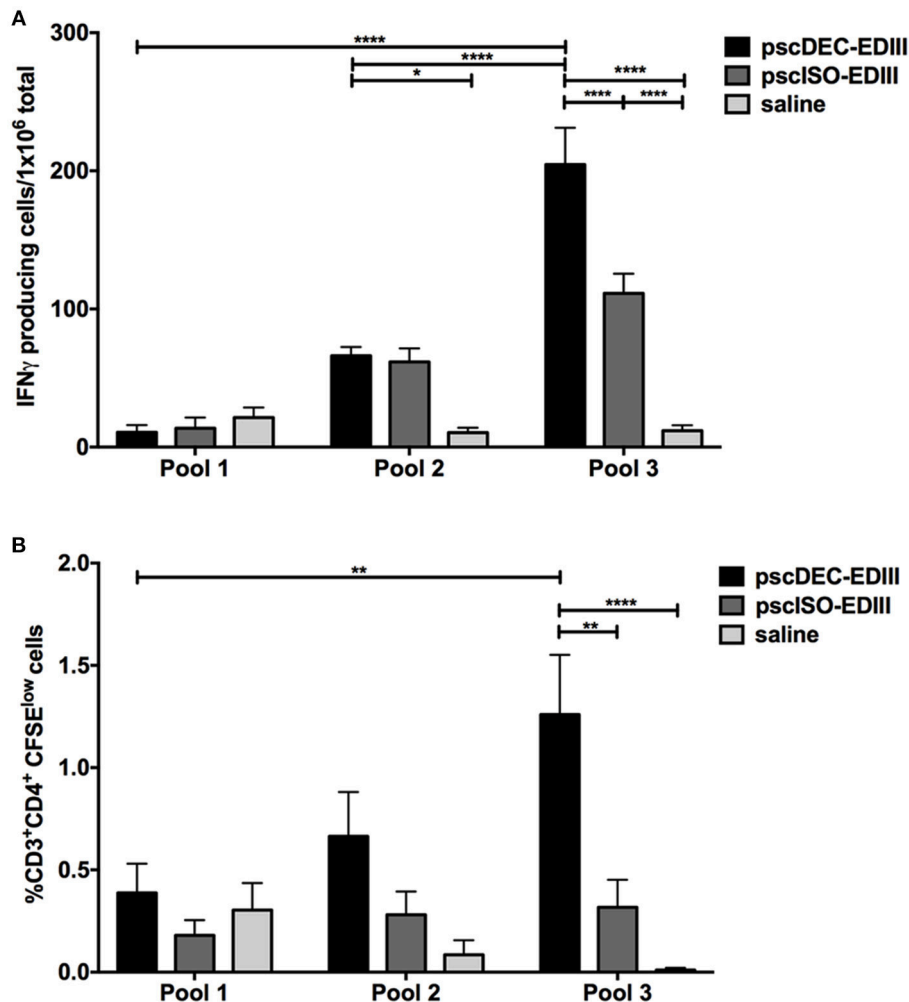 A
300
200
100
0
IFNγ producing cells/1x10⁶ total
****
****
*
****
**** ****
pscDEC-EDIII
pscISO-EDIII
saline
Pool 1 Pool 2 Pool 3
B
2.0
1.5
1.0
0.5
0.0
%CD3⁺CD4⁺ CFSEˡᵒʷ cells
**
****
**
pscDEC-EDIII
pscISO-EDIII
saline
Pool 1 Pool 2 Pool 3